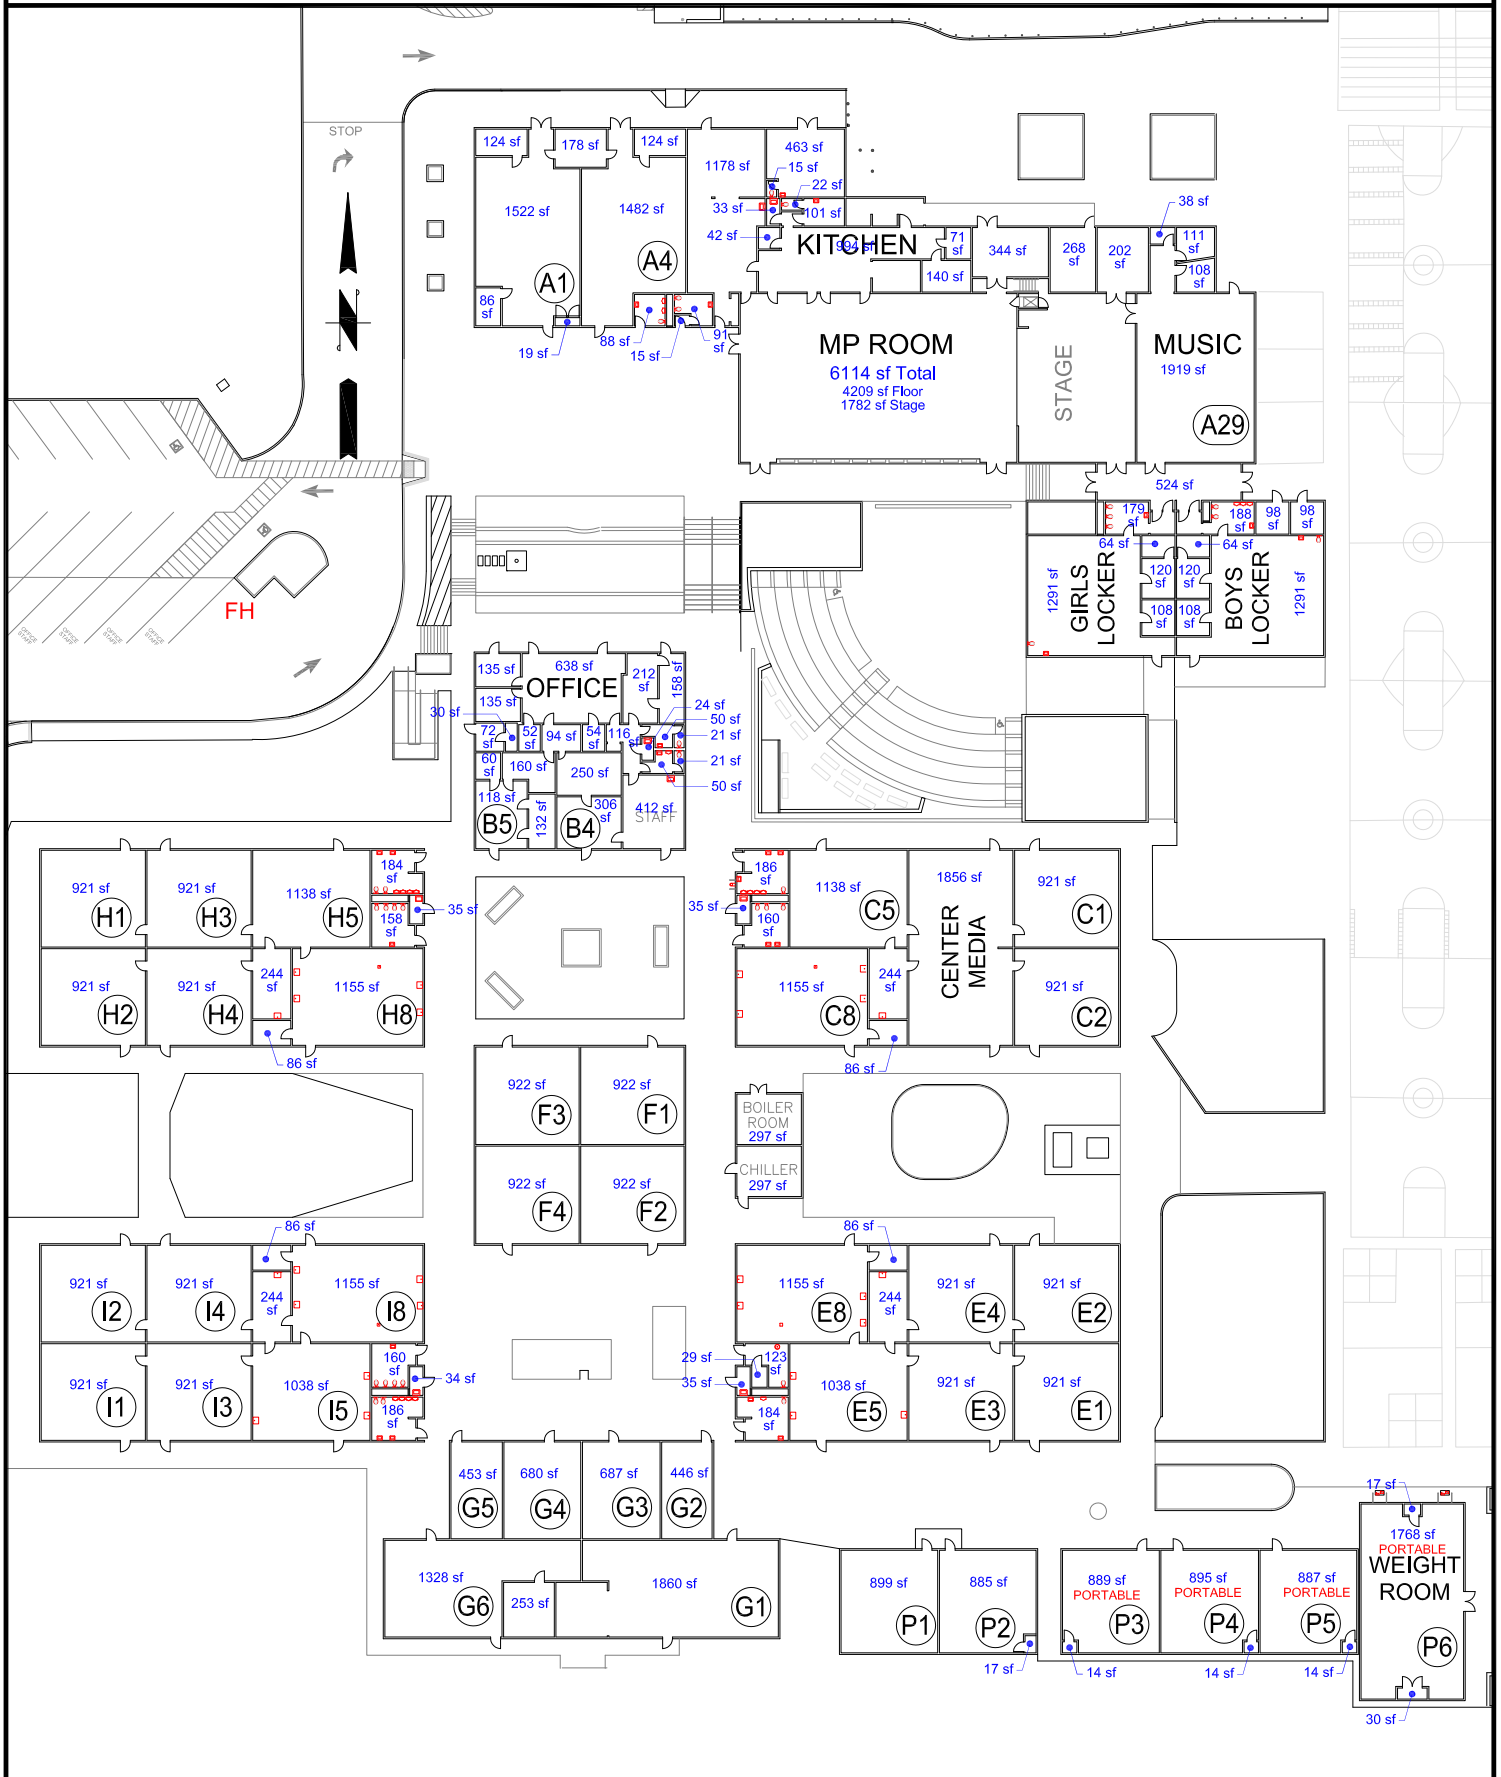 STOP
124 sf
178 sf
124 sf
1178 sf
463 sf
15 sf
22 sf
33 sf
101 sf
42 sf
1522 sf
1482 sf
A1
A4
86
sf
19 sf
88 sf
15 sf
91
sf
KITCHEN
994 sf
71
sf
140 sf
344 sf
268
sf
202
sf
38 sf
111
sf
108
sf
MP ROOM
6114 sf Total
4209 sf Floor
1782 sf Stage
STAGE
MUSIC
1919 sf
A29
524 sf
179
sf
188
sf
98
sf
98
sf
64 sf
64 sf
120
sf
120
sf
108
sf
108
sf
1291 sf
GIRLS
LOCKER
BOYS
LOCKER
1291 sf
FH
OFFICE
STAFF
OFFICE
STAFF
OFFICE
STAFF
OFFICE
STAFF
135 sf
638 sf
OFFICE
212
sf
158 sf
135 sf
30 sf
24 sf
50 sf
21 sf
72
sf
52
sf
94 sf
54
sf
116
sf
60
sf
160 sf
250 sf
21 sf
50 sf
118 sf
B5
132 sf
306
sf
B4
412 sf
STAFF
921 sf
H1
921 sf
H3
1138 sf
H5
184
sf
158
sf
35 sf
921 sf
H2
921 sf
H4
244
sf
1155 sf
H8
86 sf
186
sf
35 sf
160
sf
1138 sf
C5
1856 sf
CENTER
MEDIA
921 sf
C1
1155 sf
C8
244
sf
921 sf
C2
86 sf
922 sf
F3
922 sf
F1
922 sf
F4
922 sf
F2
BOILER
ROOM
297 sf
CHILLER
297 sf
86 sf
921 sf
I2
921 sf
I4
244
sf
1155 sf
I8
921 sf
I1
921 sf
I3
1038 sf
I5
160
sf
34 sf
186
sf
86 sf
1155 sf
E8
244
sf
921 sf
E4
921 sf
E2
29 sf
35 sf
123
sf
184
sf
1038 sf
E5
921 sf
E3
921 sf
E1
453 sf
G5
680 sf
G4
687 sf
G3
446 sf
G2
1328 sf
G6
253 sf
1860 sf
G1
899 sf
P1
885 sf
P2
17 sf
889 sf
PORTABLE
P3
14 sf
895 sf
PORTABLE
P4
14 sf
887 sf
PORTABLE
P5
14 sf
17 sf
1768 sf
PORTABLE
WEIGHT
ROOM
P6
30 sf